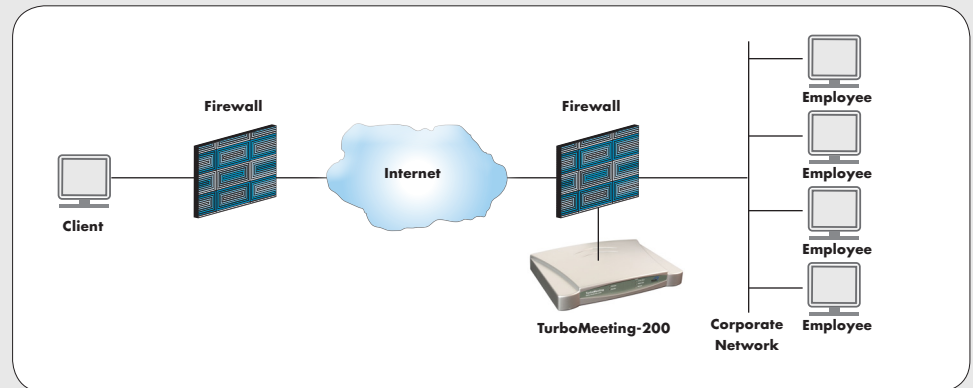 Firewall
Firewall
Employee
Internet
Employee
Client
Employee
TurboMeeting-200
Corporate
Network
Employee